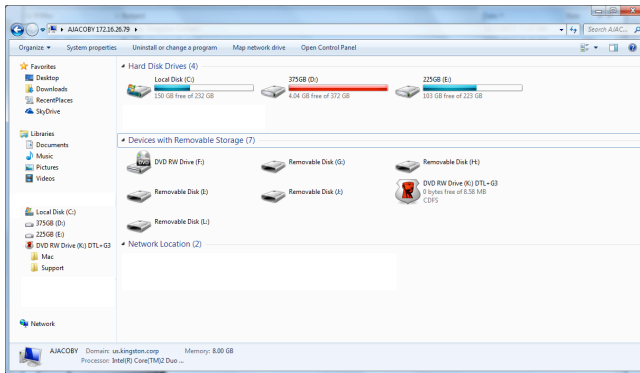 AJACOBY 172.16.26.79
Search AJAC...
Organize
System properties
Uninstall or change a program
Map network drive
Open Control Panel
Favorites
Desktop
Downloads
RecentPlaces
SkyDrive
Libraries
Documents
Music
Pictures
Videos
Local Disk (C:)
375GB (D:)
225GB (E:)
DVD RW Drive (K:) DTL+G3
Mac
Support
Network
Hard Disk Drives (4)
Local Disk (C:)
150 GB free of 232 GB
375GB (D:)
4.04 GB free of 372 GB
225GB (E:)
103 GB free of 223 GB
Devices with Removable Storage (7)
DVD RW Drive (F:)
Removable Disk (G:)
Removable Disk (H:)
Removable Disk (I:)
Removable Disk (J:)
DVD RW Drive (K:) DTL+G3
0 bytes free of 8.58 MB
CDFS
Removable Disk (L:)
Network Location (2)
AJACOBY Domain: us.kingston.corp Memory: 8.00 GB
Processor: Intel(R) Core(TM)2 Duo ...